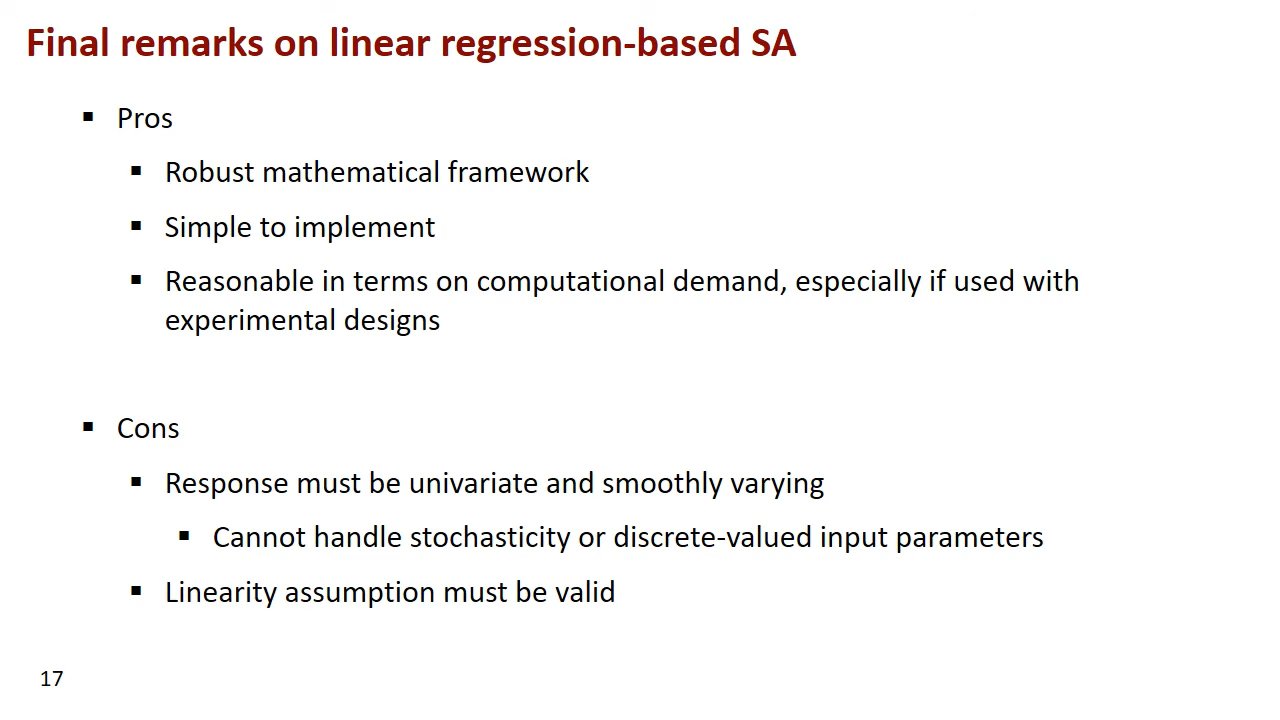 Final remarks on linear regression-based SA
▪ Pros
▪ Robust mathematical framework
▪ Simple to implement
▪ Reasonable in terms on computational demand, especially if used with
experimental designs
▪ Cons
▪ Response must be univariate and smoothly varying
▪ Cannot handle stochasticity or discrete-valued input parameters
▪ Linearity assumption must be valid
17